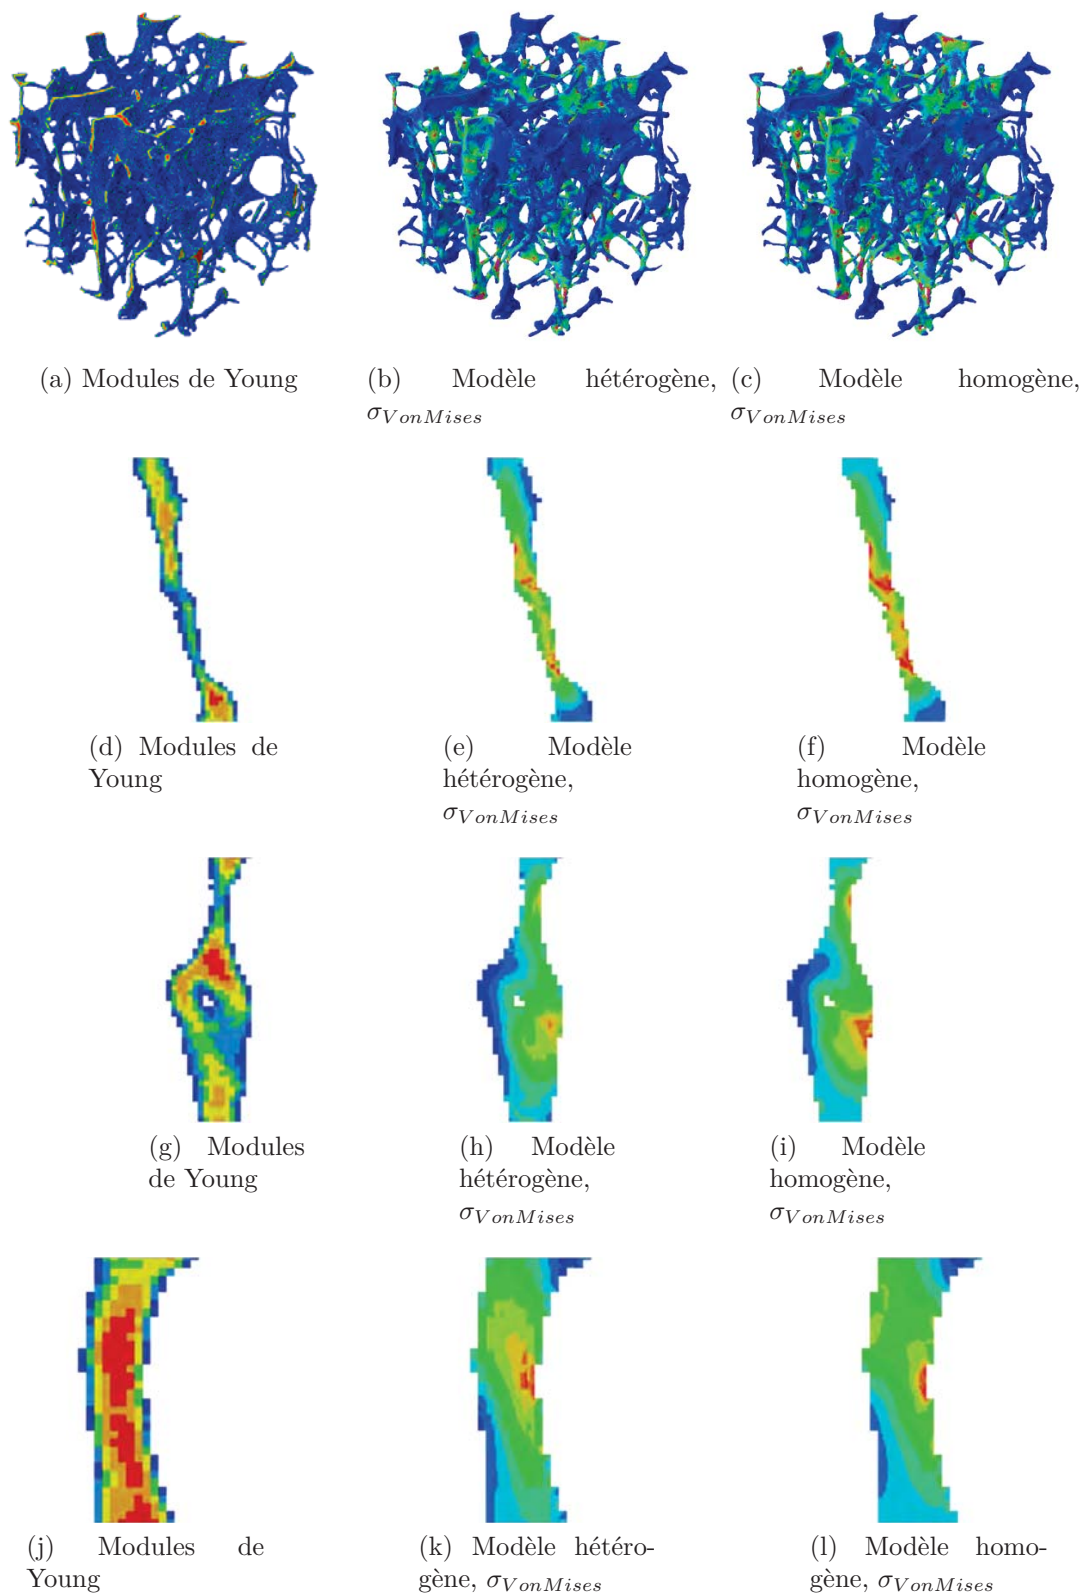 (a) Modules de Young
(b) Modèle hétérogène,
σVonMises
(c) Modèle homogène,
σVonMises
(d) Modules de
Young
(e) Modèle
hétérogène,
σVonMises
(f) Modèle
homogène,
σVonMises
(g) Modules
de Young
(h) Modèle
hétérogène,
σVonMises
(i) Modèle
homogène,
σVonMises
(j) Modules de
Young
(k) Modèle hétéro-
gène, σVonMises
(l) Modèle homo-
gène, σVonMises